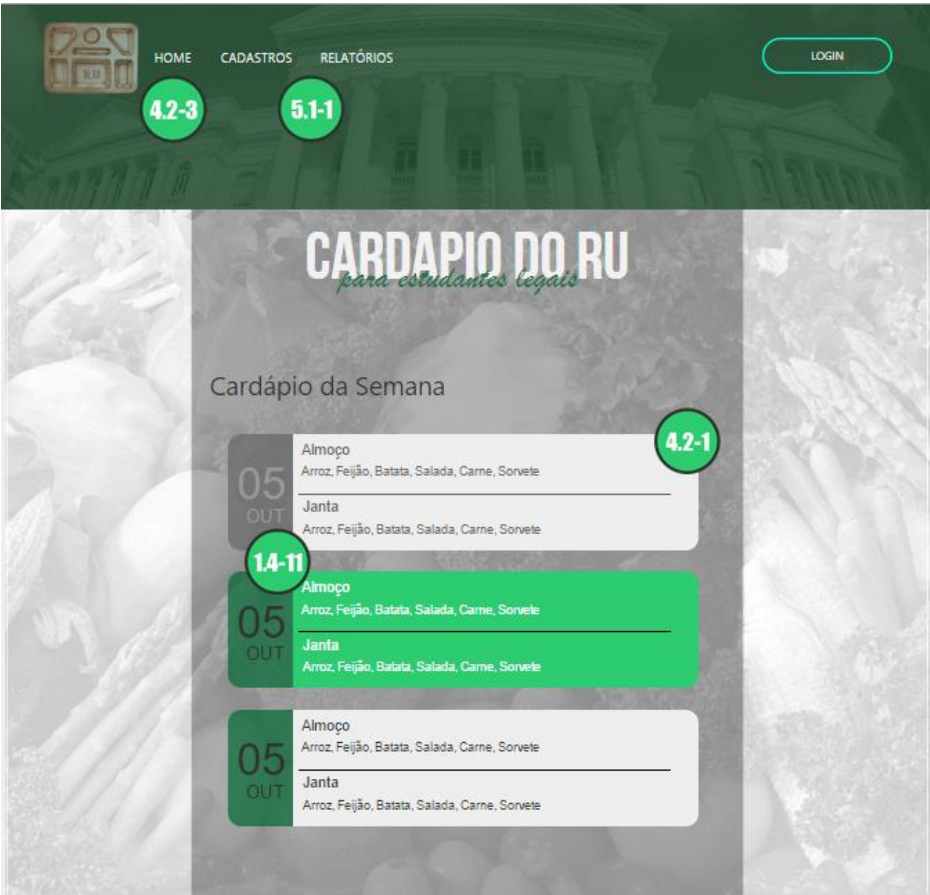 RU
HOME CADASTROS RELATÓRIOS LOGIN
4.2-3 5.1-1
CARDAPIO DO RU
para estudantes legais
Cardápio da Semana
4.2-1
05
OUT
Almoço
Arroz, Feijão, Batata, Salada, Carne, Sorvete
Janta
Arroz, Feijão, Batata, Salada, Carne, Sorvete
1.4-11
05
OUT
Almoço
Arroz, Feijão, Batata, Salada, Carne, Sorvete
Janta
Arroz, Feijão, Batata, Salada, Carne, Sorvete
05
OUT
Almoço
Arroz, Feijão, Batata, Salada, Carne, Sorvete
Janta
Arroz, Feijão, Batata, Salada, Carne, Sorvete